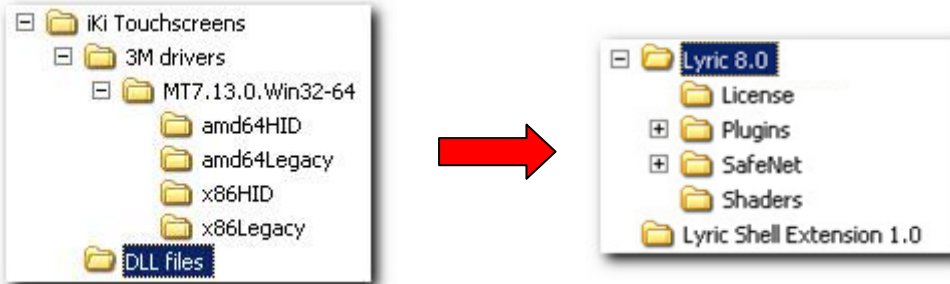 iKi Touchscreens
3M drivers
MT7.13.0.Win32-64
amd64HID
amd64Legacy
x86HID
x86Legacy
DLL files
Lyric 8.0
License
Plugins
SafeNet
Shaders
Lyric Shell Extension 1.0